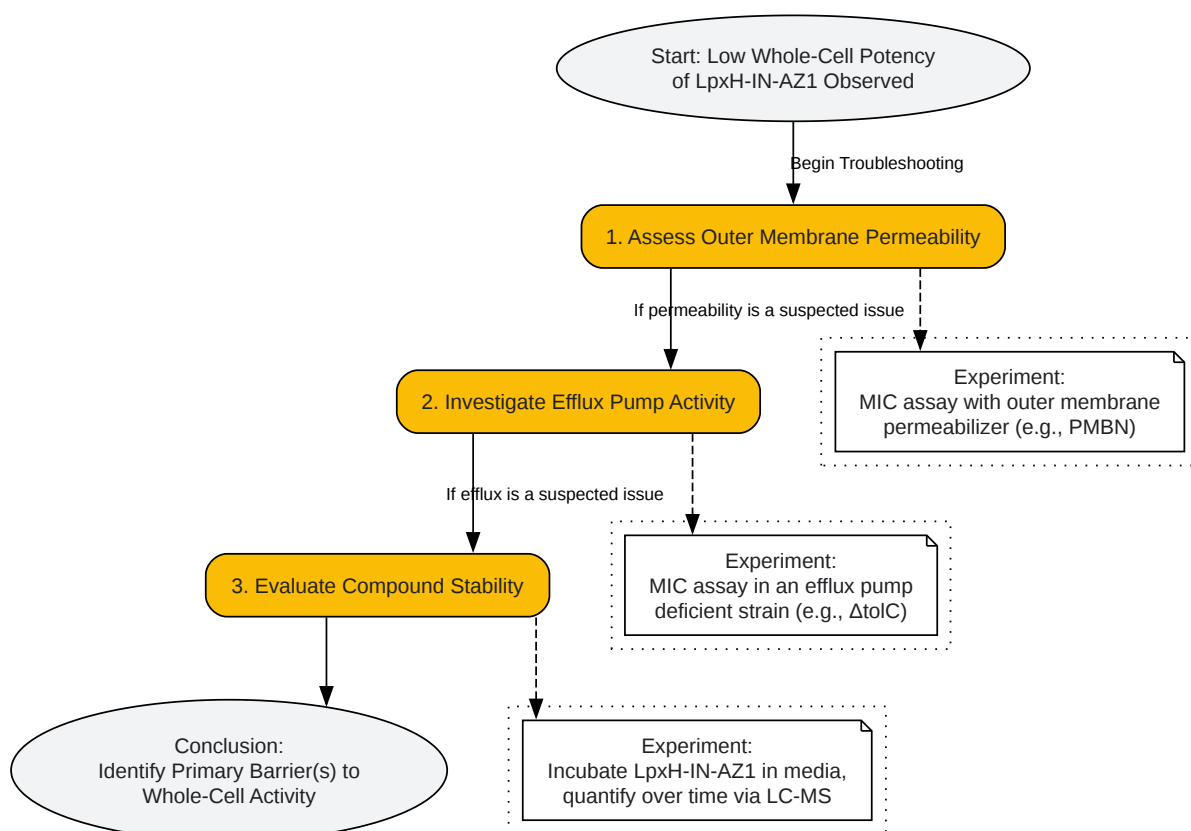 Start: Low Whole-Cell Potency
of LpxH-IN-AZ1 Observed
Begin Troubleshooting
1. Assess Outer Membrane Permeability
If permeability is a suspected issue
Experiment:
MIC assay with outer membrane
permeabilizer (e.g., PMBN)
2. Investigate Efflux Pump Activity
If efflux is a suspected issue
Experiment:
MIC assay in an efflux pump
deficient strain (e.g., ΔtolC)
3. Evaluate Compound Stability
Conclusion:
Identify Primary Barrier(s) to
Whole-Cell Activity
Experiment:
Incubate LpxH-IN-AZ1 in media,
quantify over time via LC-MS